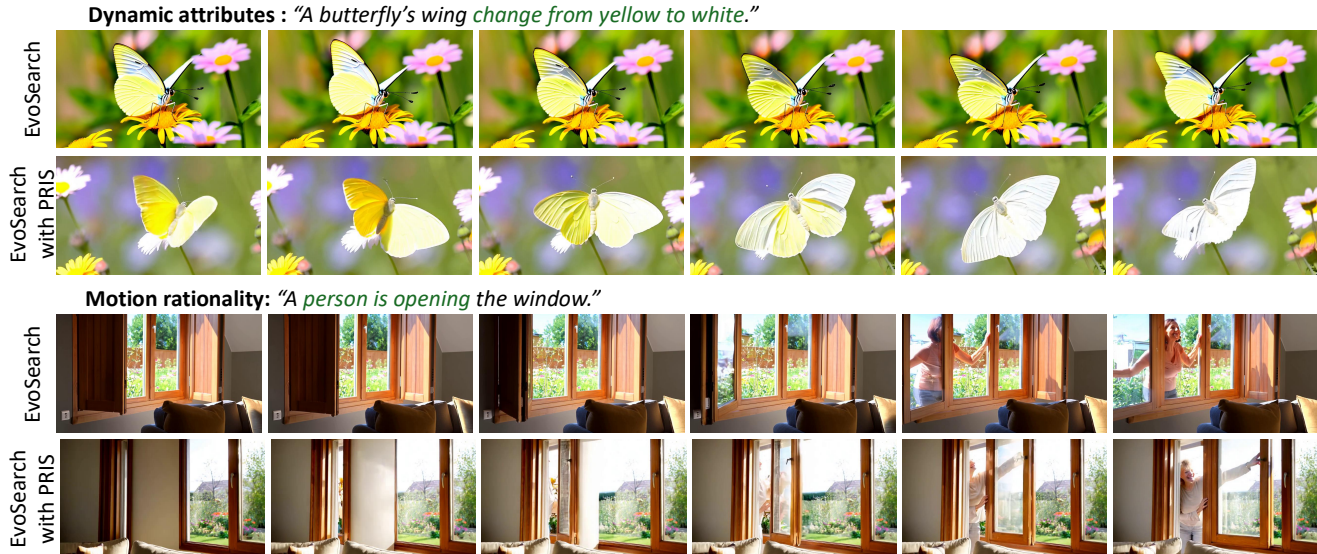 Dynamic attributes : “A butterfly’s wing change from yellow to white.”
EvoSearch
EvoSearch
with PRIS
Motion rationality: “A person is opening the window.”
EvoSearch
EvoSearch
with PRIS